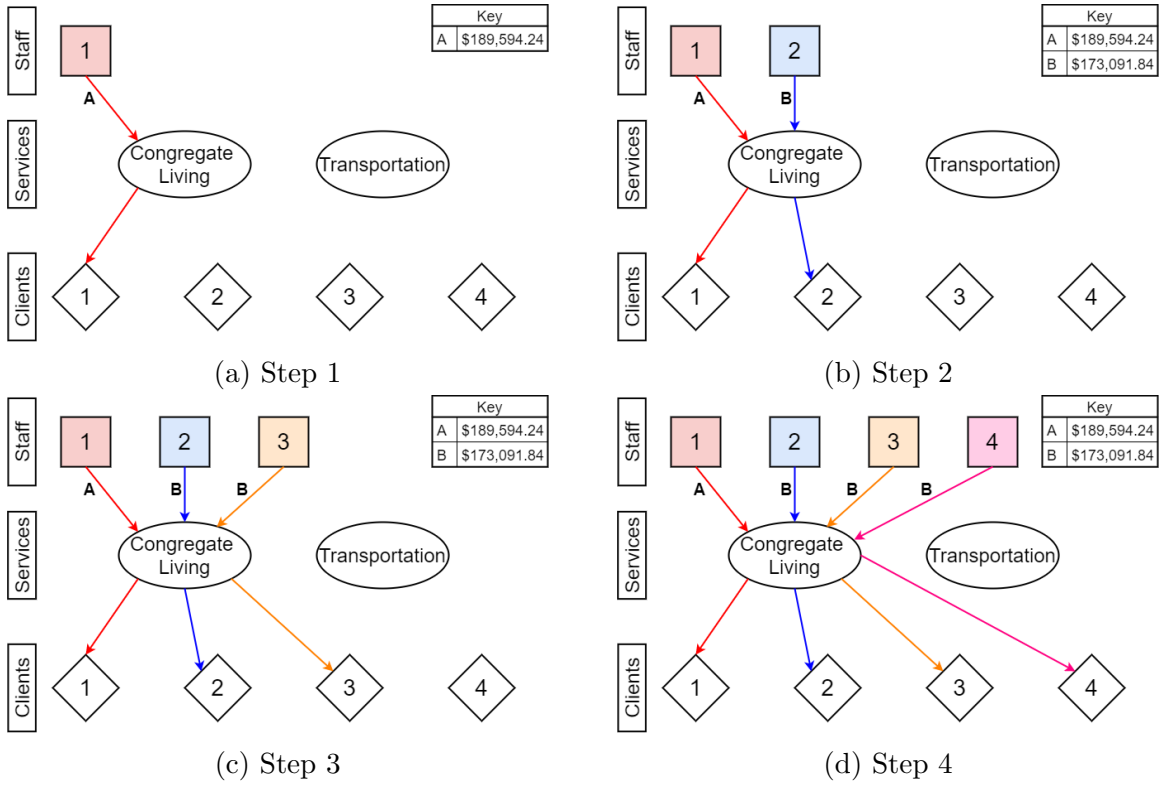 Staff
1
Key
A $189,594.24
A
Services
Congregate
Living
Transportation
Clients
1 2 3 4
(a) Step 1
Staff
1 2
Key
A $189,594.24
B $173,091.84
A B
Services
Congregate
Living
Transportation
Clients
1 2 3 4
(b) Step 2
Staff
1 2 3
Key
A $189,594.24
B $173,091.84
A B B
Services
Congregate
Living
Transportation
Clients
1 2 3 4
(c) Step 3
Staff
1 2 3 4
Key
A $189,594.24
B $173,091.84
A B B B
Services
Congregate
Living
Transportation
Clients
1 2 3 4
(d) Step 4